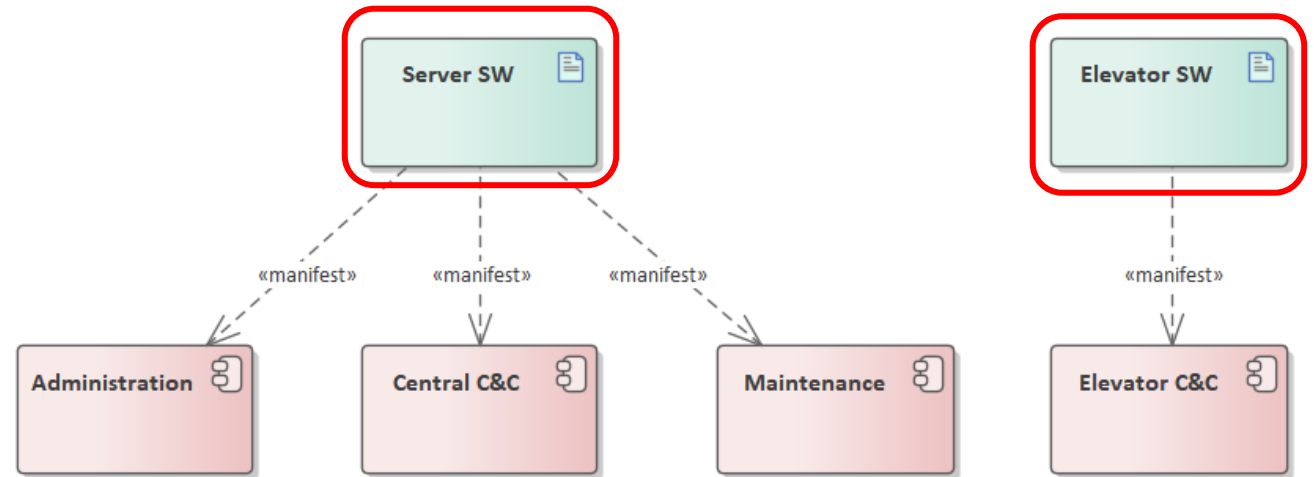 Server SW
Elevator SW
«manifest»
«manifest»
«manifest»
«manifest»
Administration
Central C&C
Maintenance
Elevator C&C